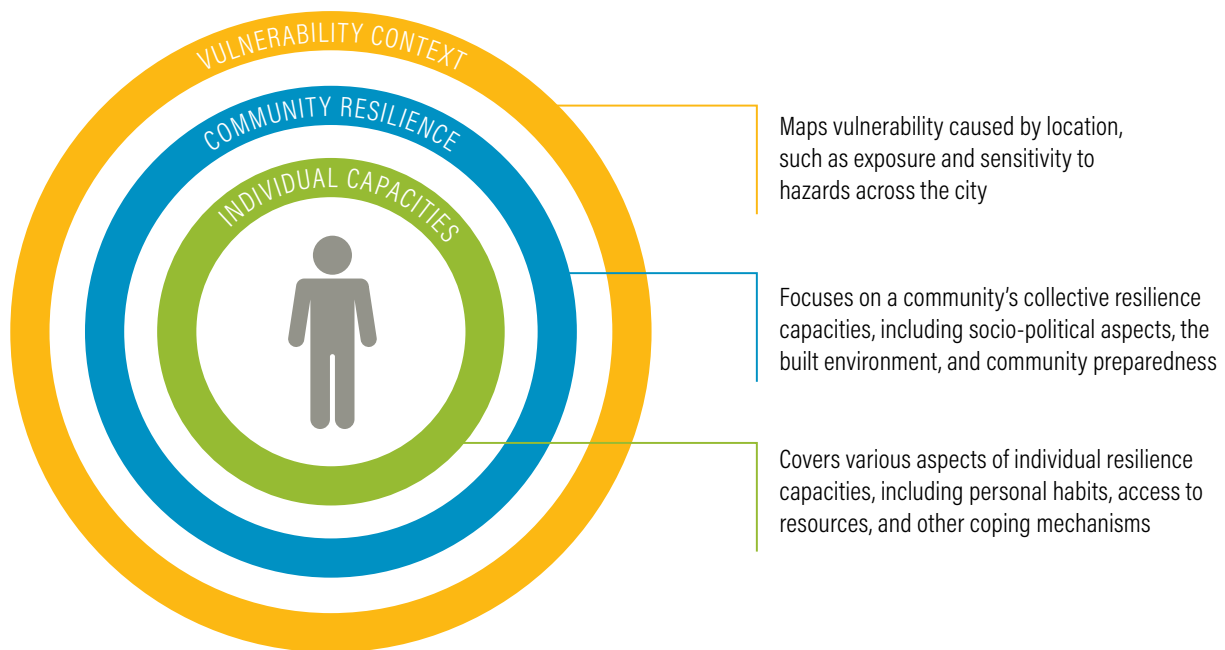 VULNERABILITY CONTEXT
COMMUNITY RESILIENCE
INDIVIDUAL CAPACITIES
Maps vulnerability caused by location,
such as exposure and sensitivity to
hazards across the city
Focuses on a community’s collective resilience
capacities, including socio-political aspects, the
built environment, and community preparedness
Covers various aspects of individual resilience
capacities, including personal habits, access to
resources, and other coping mechanisms